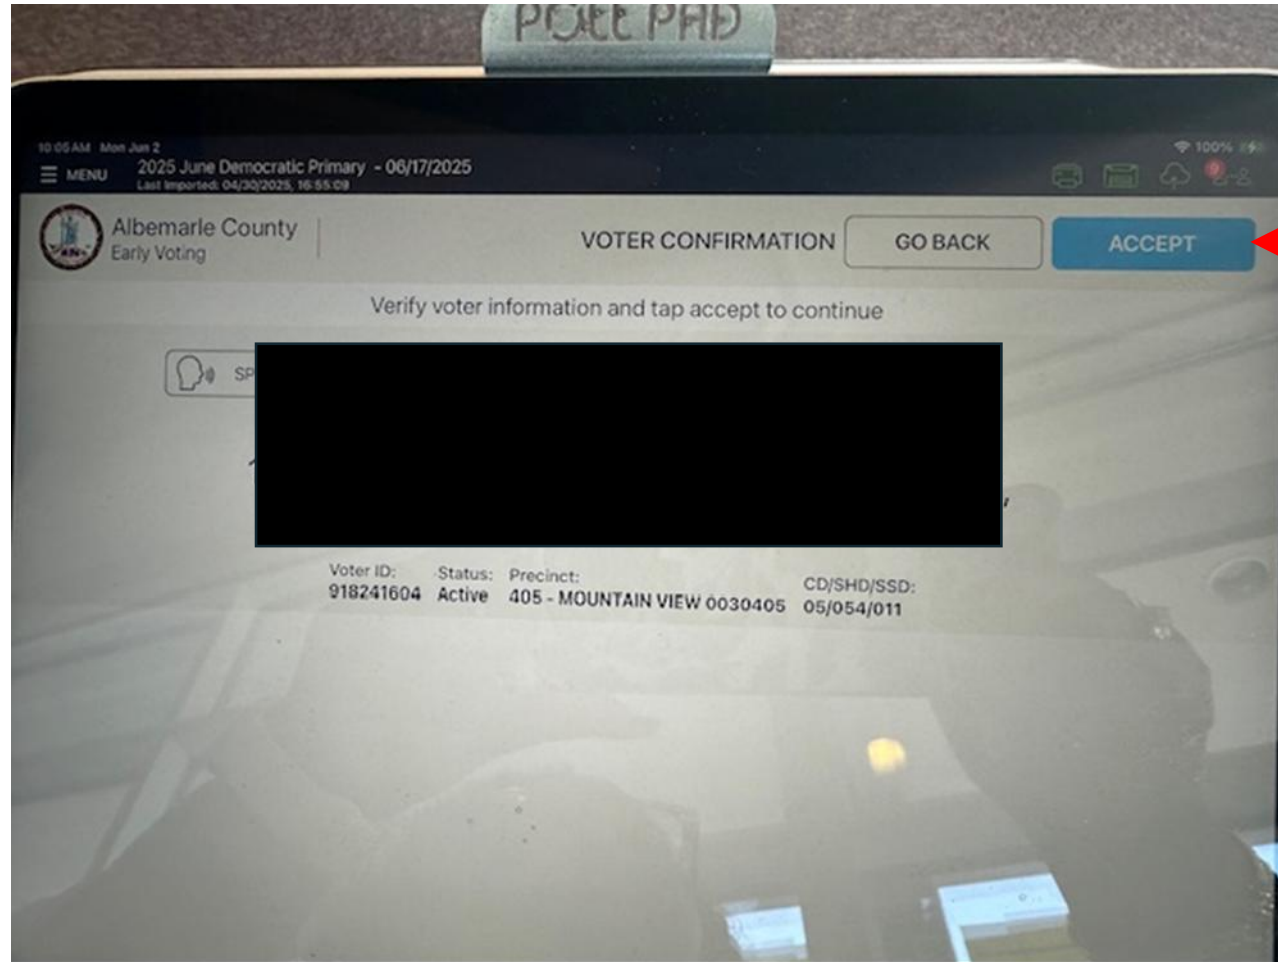 POLL PAD
10:05 AM Mon Jun 2
100%
MENU
2025 June Democratic Primary - 06/17/2025
Last Imported: 04/30/2025, 16:55:09
9
Albemarle County
Early Voting
VOTER CONFIRMATION
GO BACK
ACCEPT
Verify voter information and tap accept to continue
SP
Voter ID: Status: Precinct: CD/SHD/SSD:
918241604 Active 405 - MOUNTAIN VIEW 0030405 05/054/011